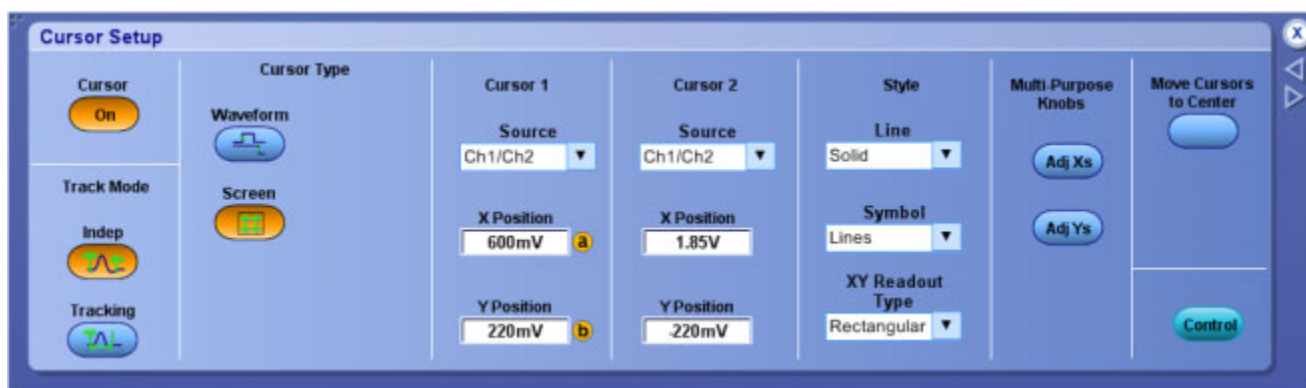 Cursor Setup
X
Cursor
On
Track Mode
Indep
Tracking
Cursor Type
Waveform
Screen
Cursor 1
Source
Ch1/Ch2
X Position
600mV
a
Y Position
220mV
b
Cursor 2
Source
Ch1/Ch2
X Position
1.85V
Y Position
-220mV
Style
Line
Solid
Symbol
Lines
XY Readout
Type
Rectangular
Multi-Purpose
Knobs
Adj Xs
Adj Ys
Move Cursors
to Center
Control